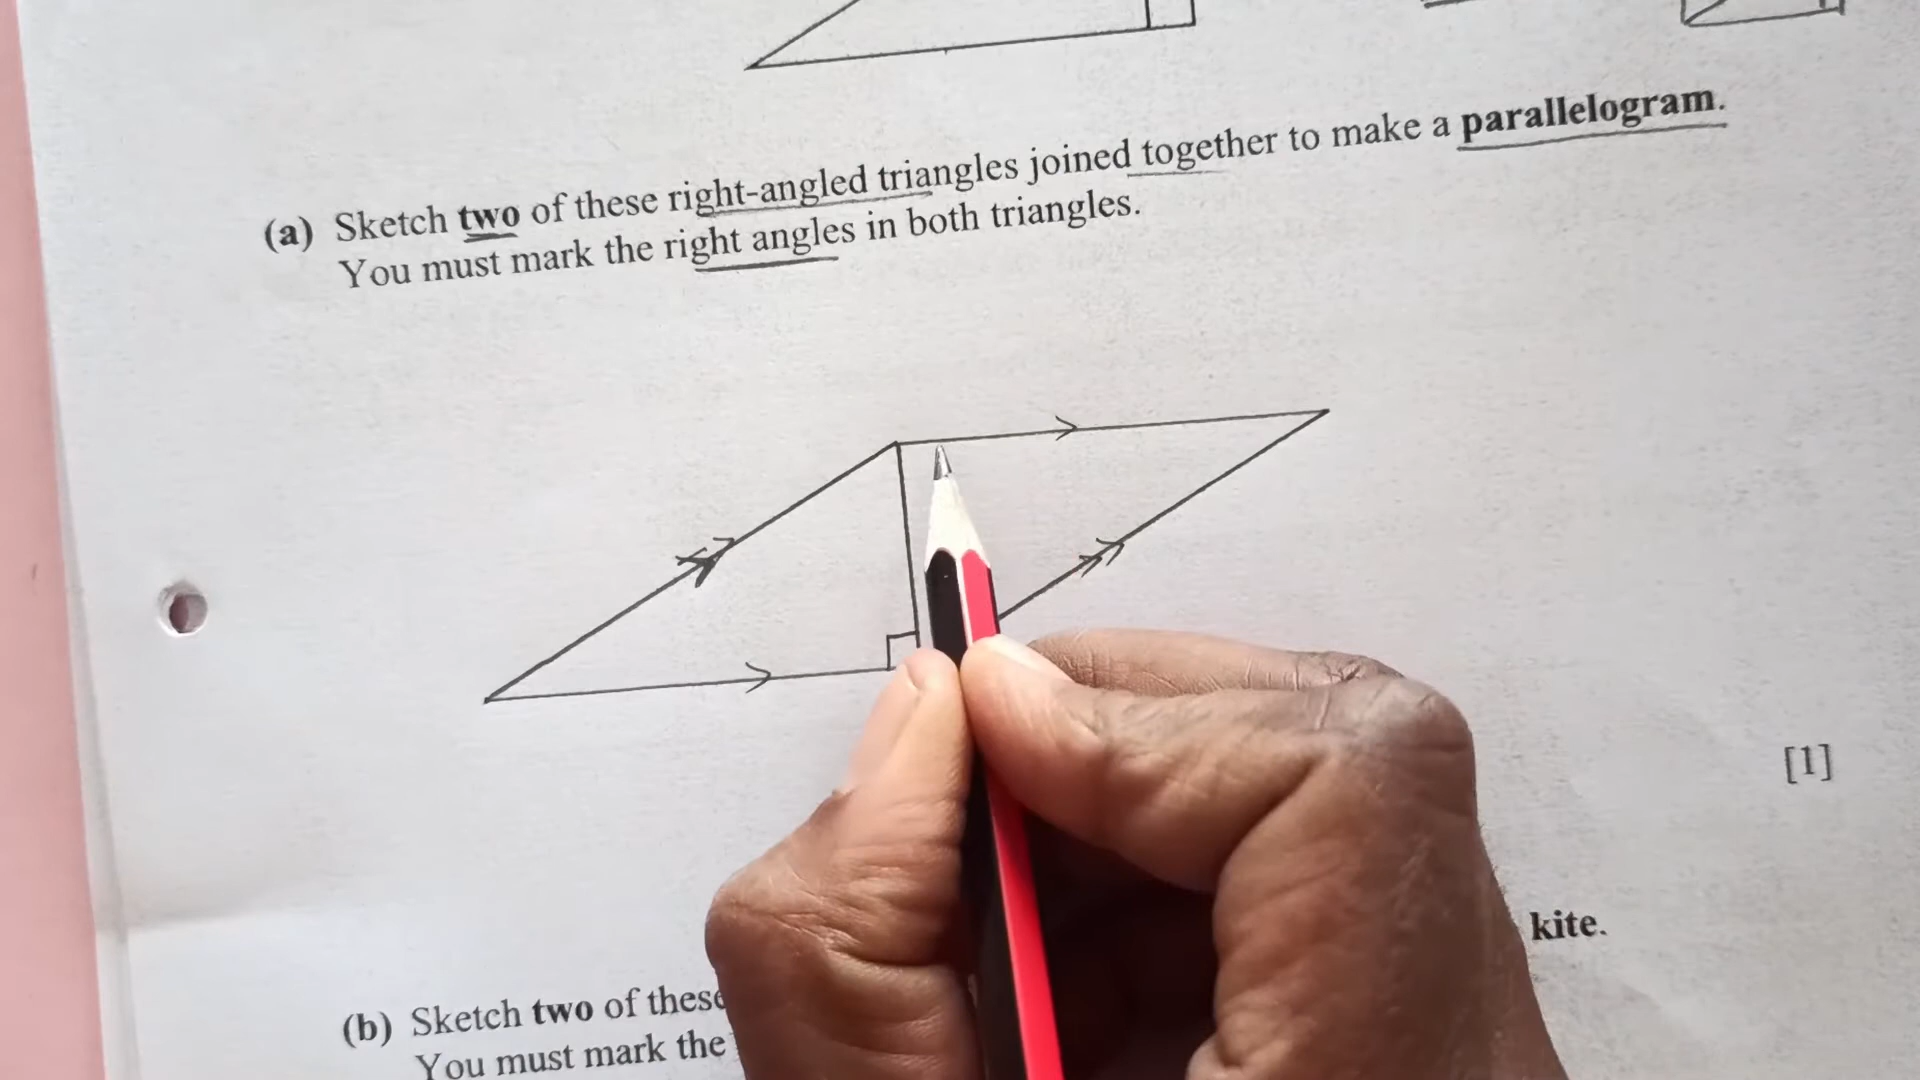 (a) Sketch two of these right-angled triangles joined together to make a parallelogram.
You must mark the right angles in both triangles.
[1]
kite.
(b) Sketch two of these
You must mark the